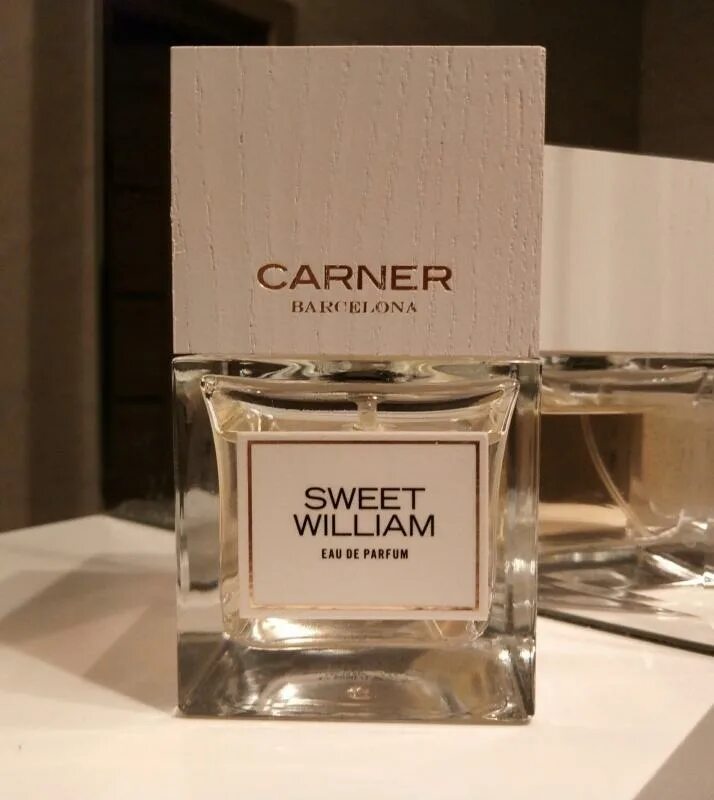 CARNER
BARCELONA
SWEET
WILLIAM
EAU DE PARFUM